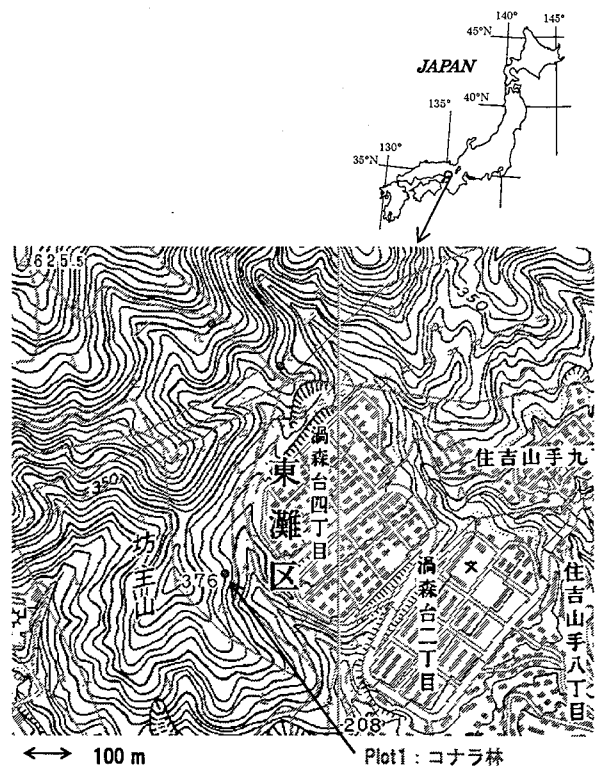 140°
145°
45°N
JAPAN
40°N
135°
130°
35°N
625.5
350
住吉山手九
渦森台四丁目
東灘区
350
坊主山
376
渦森台二丁目
住吉山手八丁目
208
100 m
Plot1：コナラ林